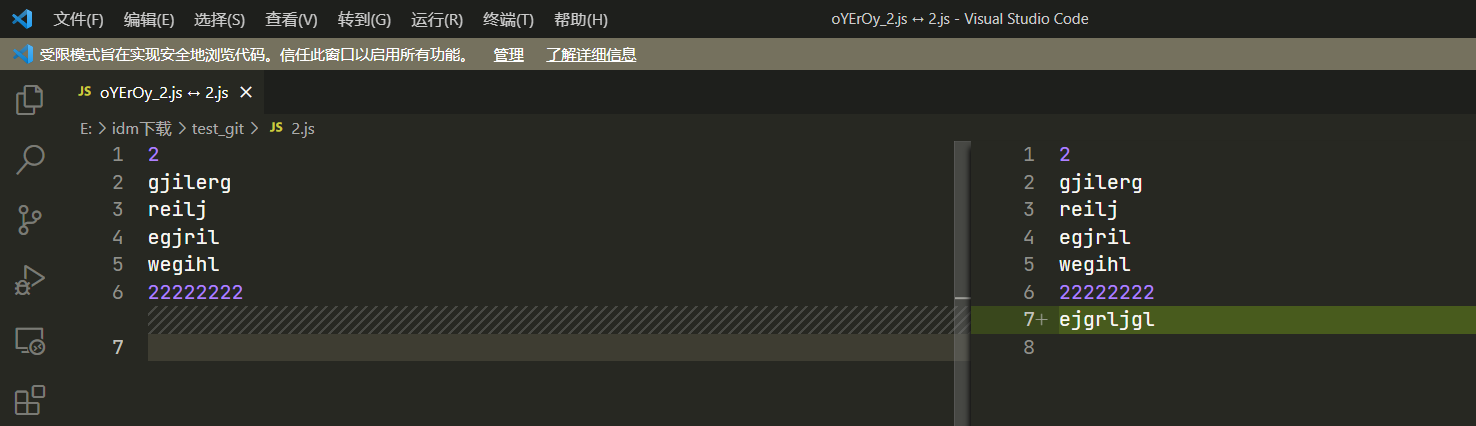 文件(F) 编辑(E) 选择(S) 查看(V) 转到(G) 运行(R) 终端(T) 帮助(H) oYErOy_2.js ↔ 2.js - Visual Studio Code
受限模式旨在实现安全地浏览代码。信任此窗口以启用所有功能。 管理 了解详细信息
JS oYErOy_2.js ↔ 2.js ×
E: > idm下载 > test_git > JS 2.js
1 2
2 gjilerg
3 reilj
4 egjril
5 wegihl
6 22222222
7
1 2
2 gjilerg
3 reilj
4 egjril
5 wegihl
6 22222222
7+ ejgrljgl
8